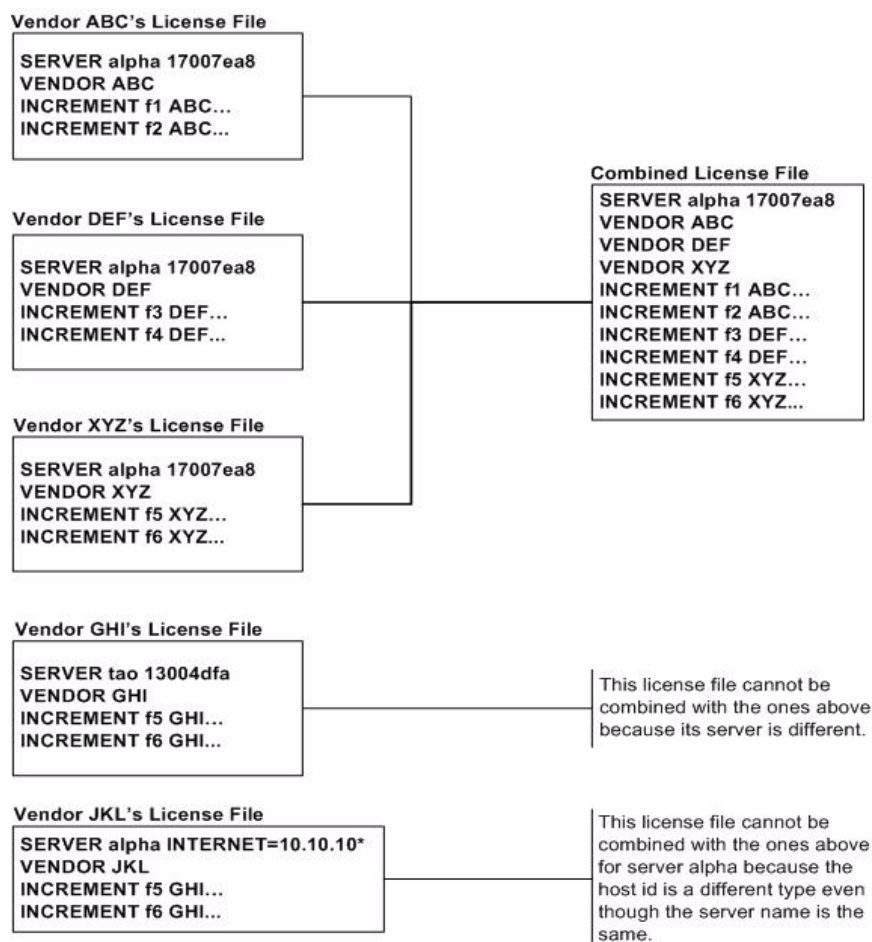 Vendor ABC's License File
SERVER alpha 17007ea8
VENDOR ABC
INCREMENT f1 ABC...
INCREMENT f2 ABC...
Vendor DEF's License File
SERVER alpha 17007ea8
VENDOR DEF
INCREMENT f3 DEF...
INCREMENT f4 DEF...
Vendor XYZ's License File
SERVER alpha 17007ea8
VENDOR XYZ
INCREMENT f5 XYZ...
INCREMENT f6 XYZ...
Combined License File
SERVER alpha 17007ea8
VENDOR ABC
VENDOR DEF
VENDOR XYZ
INCREMENT f1 ABC...
INCREMENT f2 ABC...
INCREMENT f3 DEF...
INCREMENT f4 DEF...
INCREMENT f5 XYZ...
INCREMENT f6 XYZ...
Vendor GHI's License File
SERVER tao 13004dfa
VENDOR GHI
INCREMENT f5 GHI...
INCREMENT f6 GHI...
This license file cannot be
combined with the ones above
because its server is different.
Vendor JKL's License File
SERVER alpha INTERNET=10.10.10*
VENDOR JKL
INCREMENT f5 GHI...
INCREMENT f6 GHI...
This license file cannot be
combined with the ones above
for server alpha because the
host id is a different type even
though the server name is the
same.